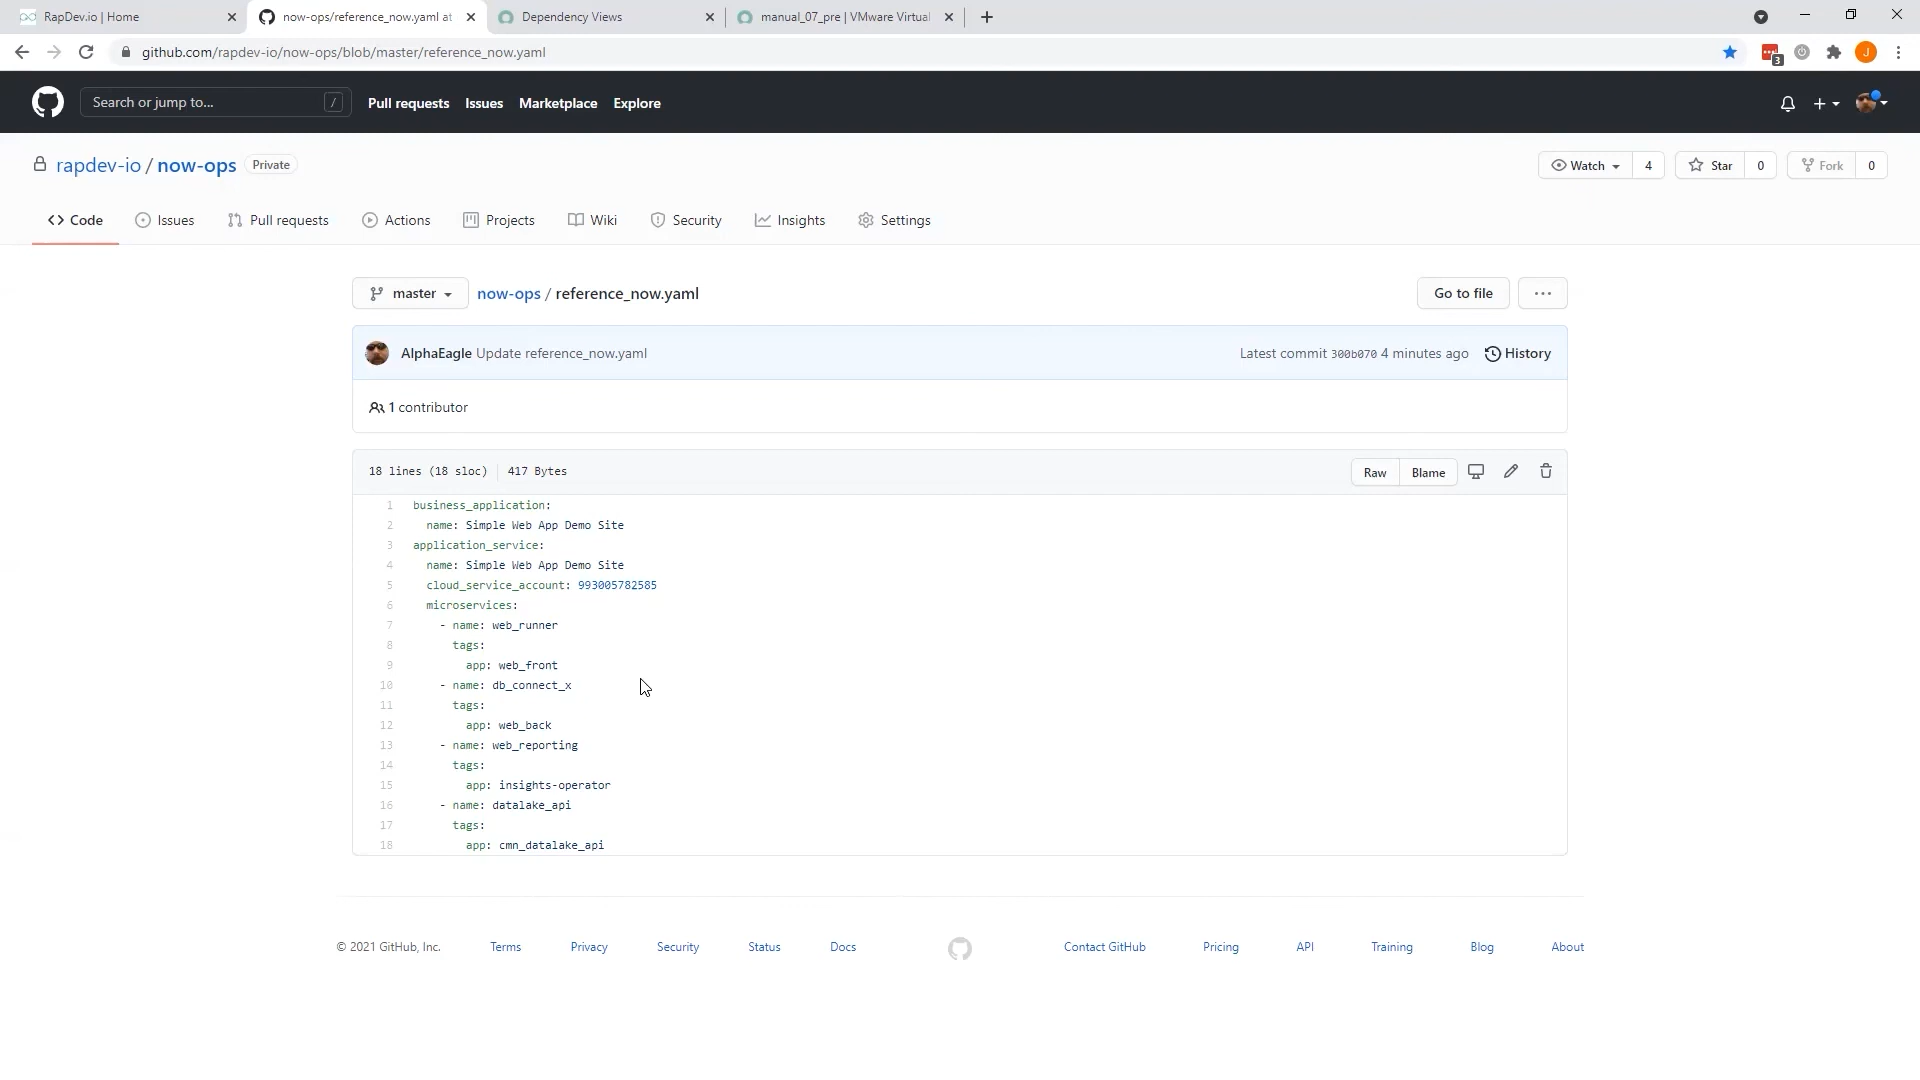 RapDev.io | Home
now-ops/reference_now.yaml at
Dependency Views
manual_07_pre | VMware Virtual
github.com/rapdev-io/now-ops/blob/master/reference_now.yaml
3
J
Search or jump to...
/
Pull requests
Issues
Marketplace
Explore
rapdev-io / now-ops
Private
Watch
4
Star
0
Fork
0
Code
Issues
Pull requests
Actions
Projects
Wiki
Security
Insights
Settings
master
now-ops / reference_now.yaml
Go to file
...
AlphaEagle Update reference_now.yaml
Latest commit 300b070 4 minutes ago
History
1 contributor
18 lines (18 sloc)
417 Bytes
Raw
Blame
1 business_application:
2 name: Simple Web App Demo Site
3 application_service:
4 name: Simple Web App Demo Site
5 cloud_service_account: 993005782585
6 microservices:
7 - name: web_runner
8 tags:
9 app: web_front
10 - name: db_connect_x
11 tags:
12 app: web_back
13 - name: web_reporting
14 tags:
15 app: insights-operator
16 - name: datalake_api
17 tags:
18 app: cmn_datalake_api
© 2021 GitHub, Inc.
Terms
Privacy
Security
Status
Docs
Contact GitHub
Pricing
API
Training
Blog
About